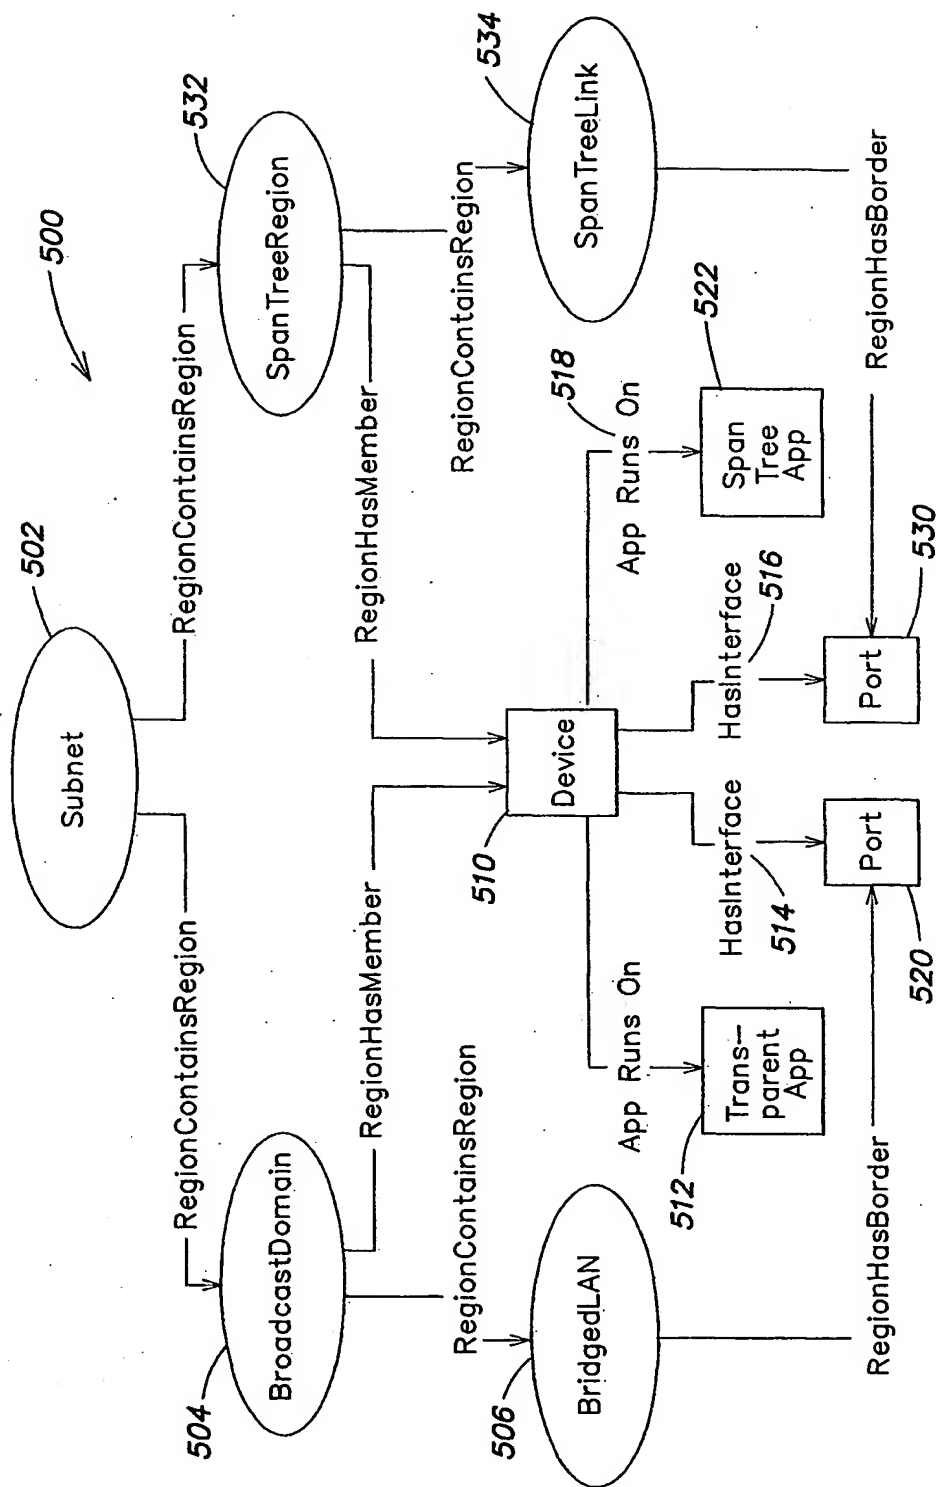 500
502
Subnet
RegionContainsRegion
RegionContainsRegion
504
BroadcastDomain
532
SpanTreeRegion
RegionHasMember
RegionHasMember
RegionContainsRegion
RegionContainsRegion
506
BridgedLAN
510
Device
534
SpanTreeLink
App Runs On
App Runs On
518
512
Trans-
parent
App
HasInterface
514
HasInterface
516
522
Span
Tree
App
RegionHasBorder
520
Port
Port
530
RegionHasBorder